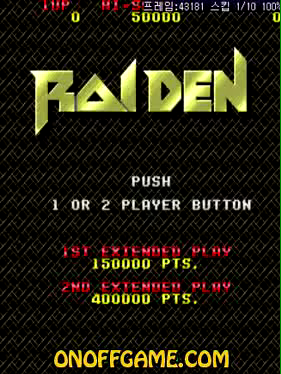 1UP HI-S프레임:43181 스킵 1/10 100%
0 50000 0
RAIDEN
PUSH
1 OR 2 PLAYER BUTTON
1ST EXTENDED PLAY
150000 PTS.
2ND EXTENDED PLAY
400000 PTS.
ONOFFGAME.COM